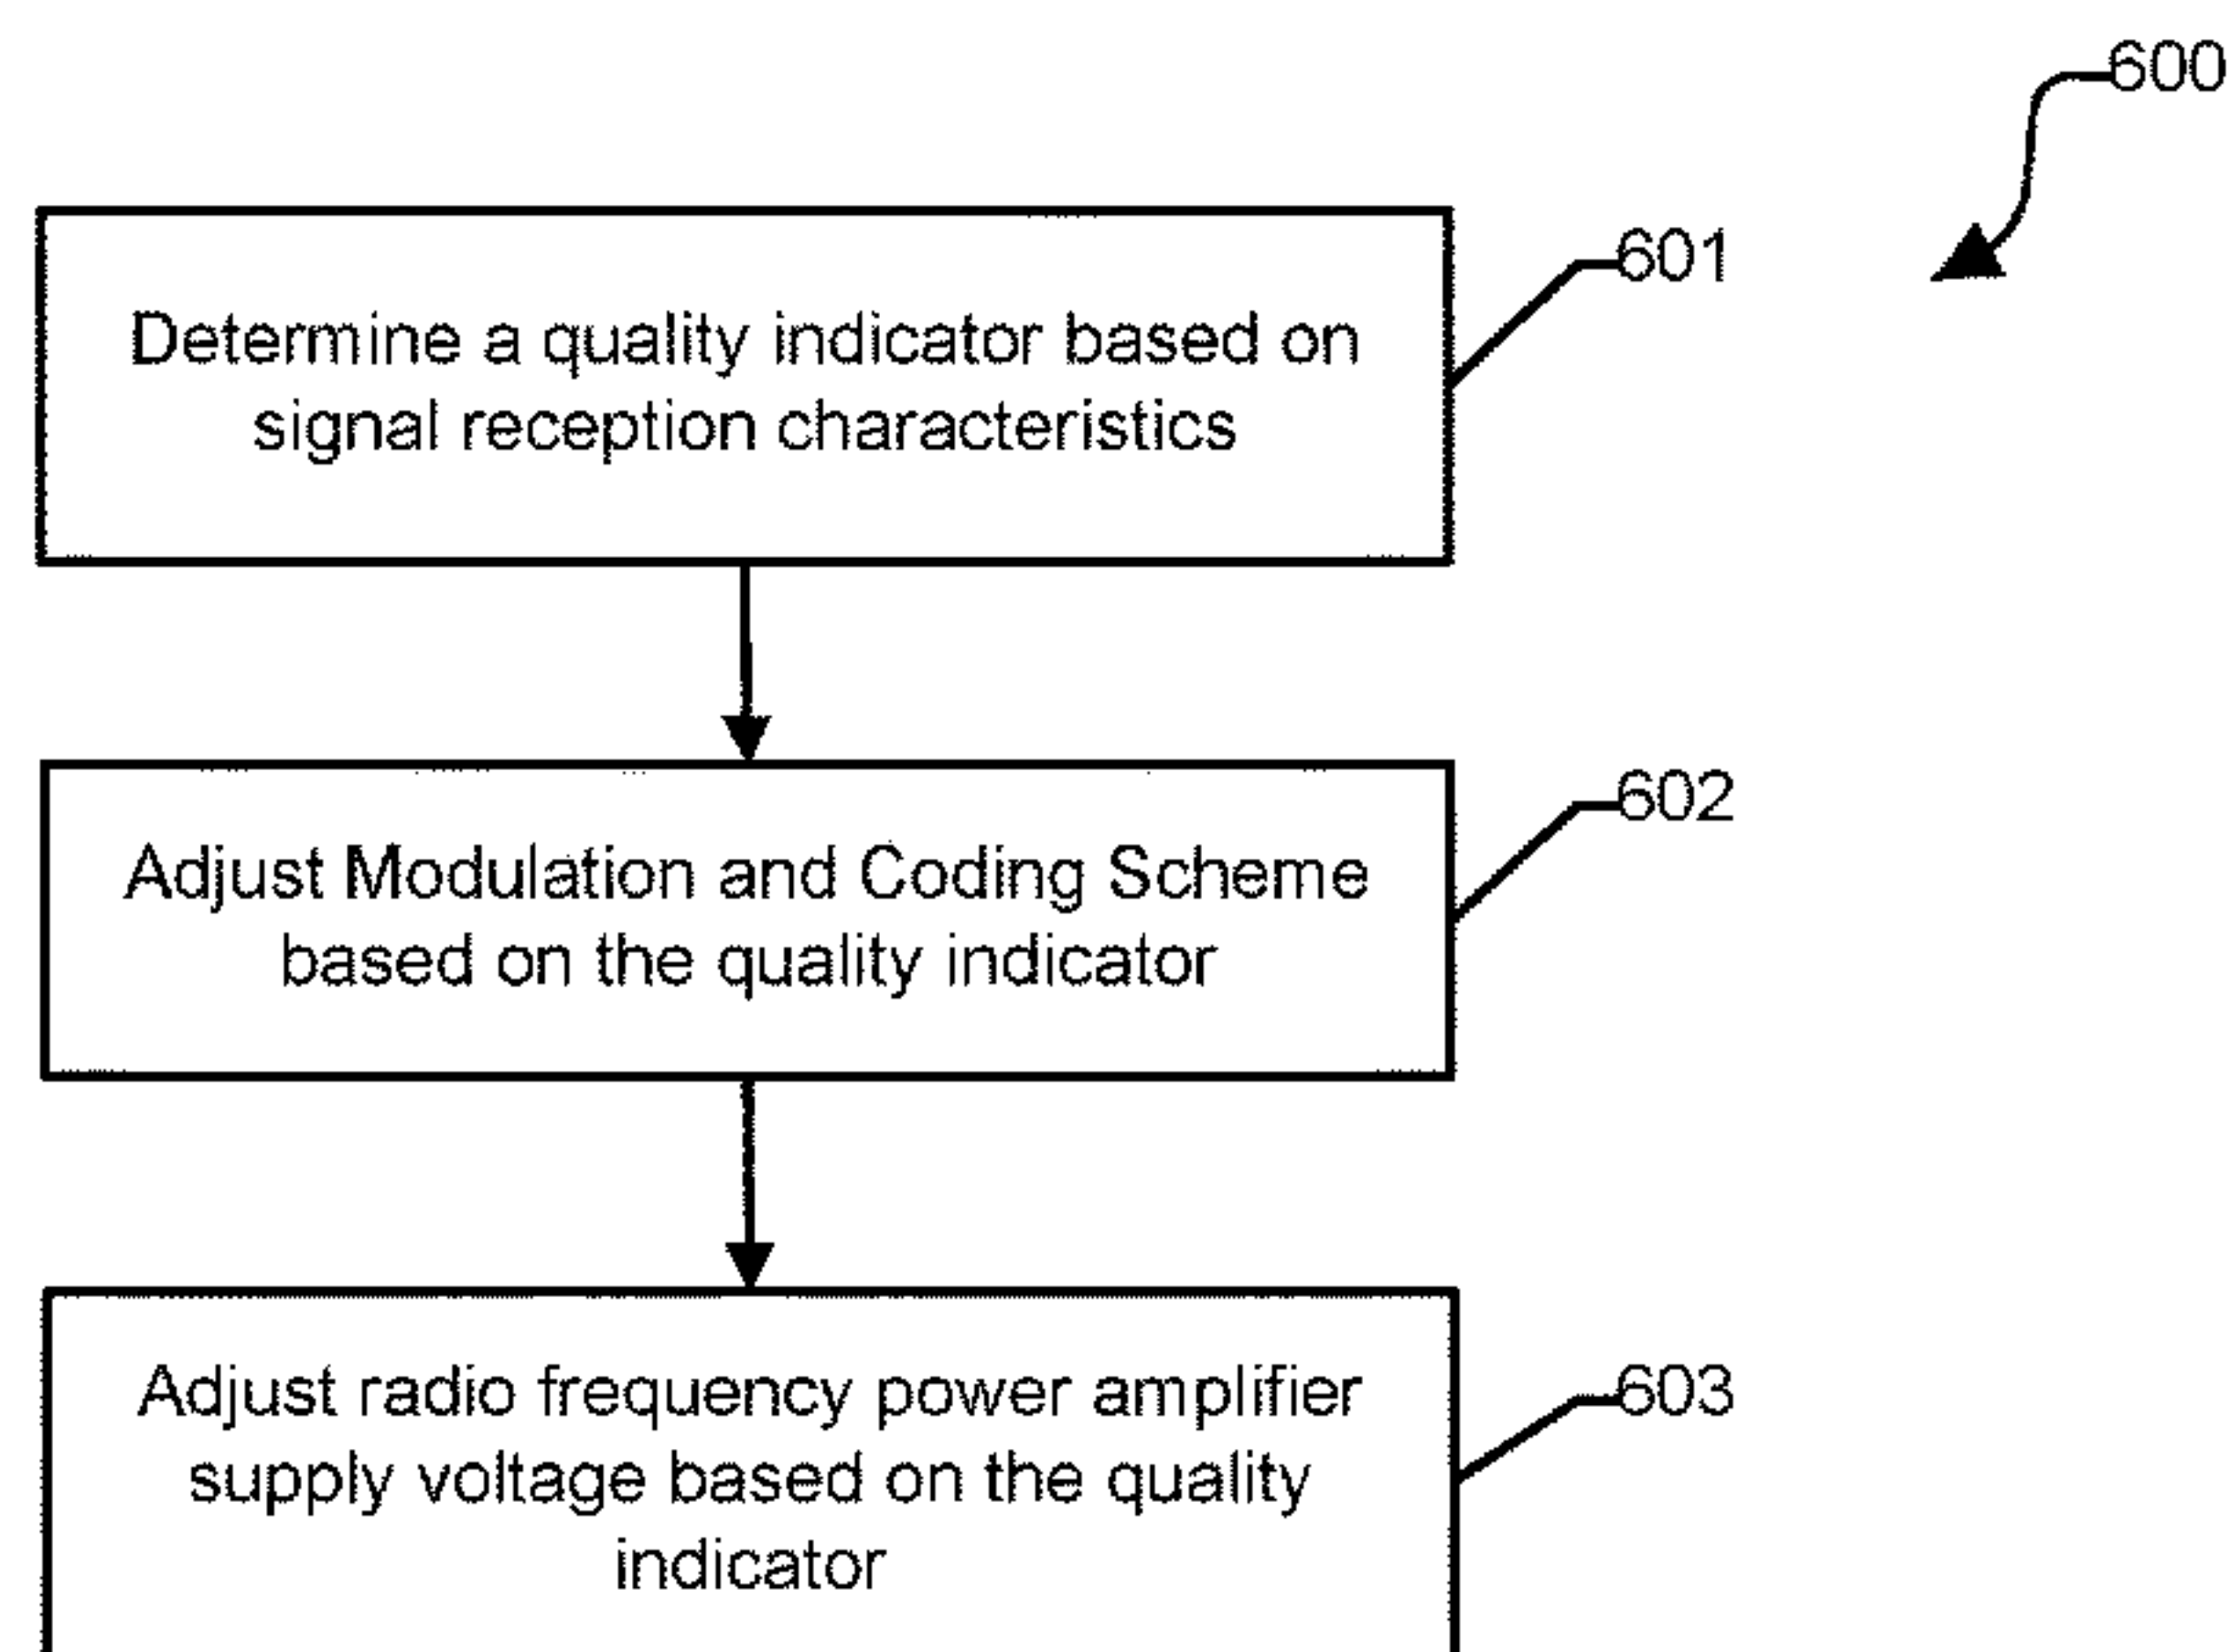 600
601
Determine a quality indicator based on
signal reception characteristics
602
Adjust Modulation and Coding Scheme
based on the quality indicator
603
Adjust radio frequency power amplifier
supply voltage based on the quality
indicator